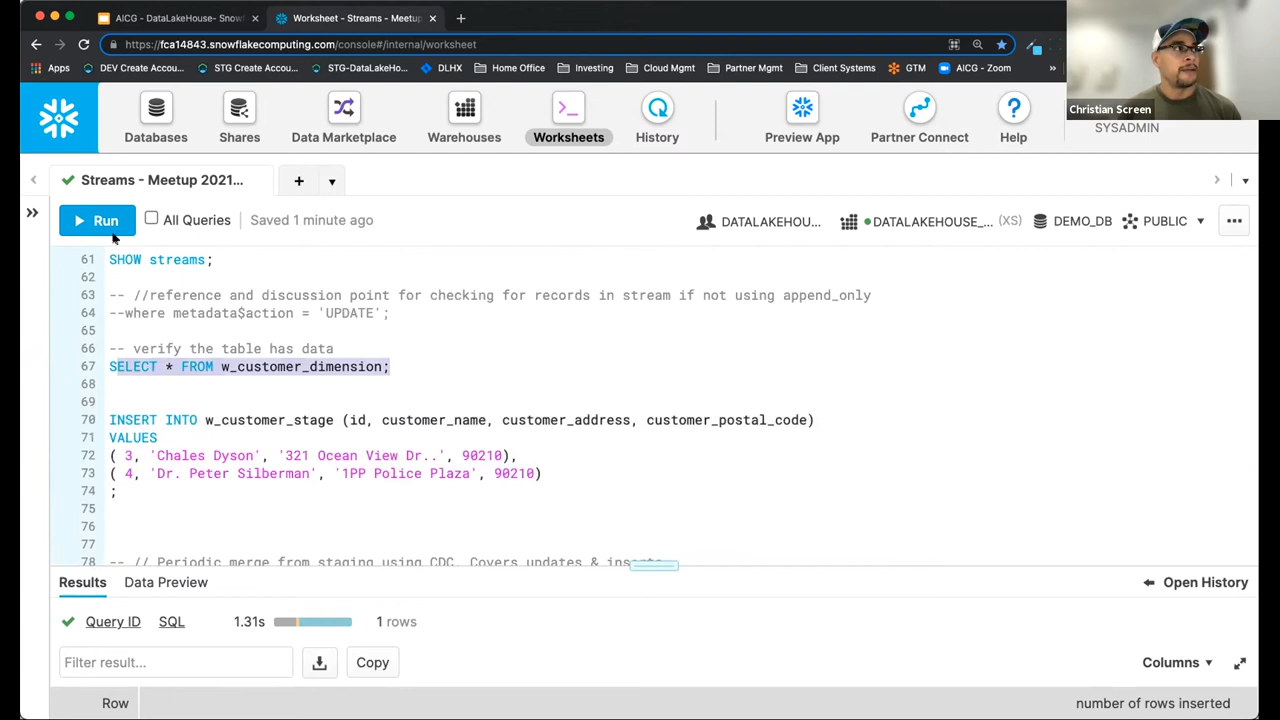 AICG - DataLakeHouse- Snowf
Worksheet - Streams - Meetup
https://fca14843.snowflakecomputing.com/console#/internal/worksheet
Apps
DEV Create Accou...
STG Create Accou...
STG-DataLakeHo...
DLHX
Home Office
Investing
Cloud Mgmt
Partner Mgmt
Client Systems
GTM
AICG - Zoom
»
Christian Screen
Databases
Shares
Data Marketplace
Warehouses
Worksheets
History
Preview App
Partner Connect
Help
SYSADMIN
Streams - Meetup 2021...
Run
All Queries
Saved 1 minute ago
DATALAKEHOU...
DATALAKEHOUSE_... (XS)
DEMO_DB
PUBLIC
61 SHOW streams;
62
63 -- //reference and discussion point for checking for records in stream if not using append_only
64 --where metadata$action = 'UPDATE';
65
66 -- verify the table has data
67 SELECT * FROM w_customer_dimension;
68
69
70 INSERT INTO w_customer_stage (id, customer_name, customer_address, customer_postal_code)
71 VALUES
72 ( 3, 'Chales Dyson', '321 Ocean View Dr..', 90210),
73 ( 4, 'Dr. Peter Silberman', '1PP Police Plaza', 90210)
74 ;
75
76
77
78 -- // Periodic merge from staging using CDC. Covers updates & inserts
Results
Data Preview
Open History
Query ID
SQL
1.31s
1 rows
Filter result...
Copy
Columns
Row
number of rows inserted